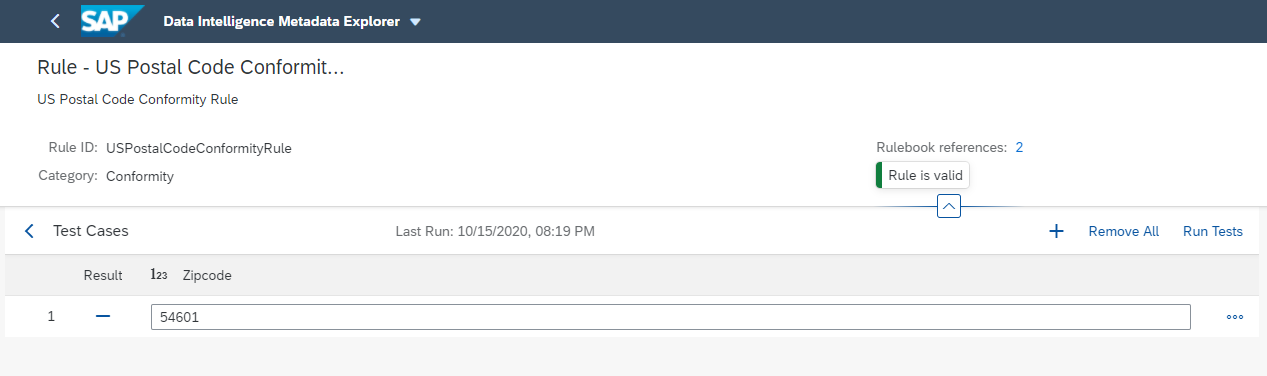 SAP Data Intelligence Metadata Explorer
Rule - US Postal Code Conformit...
US Postal Code Conformity Rule
Rule ID: USPostalCodeConformityRule
Category: Conformity
Rulebook references: 2
Rule is valid
Test Cases Last Run: 10/15/2020, 08:19 PM + Remove All Run Tests
Result 123 Zipcode
1 54601